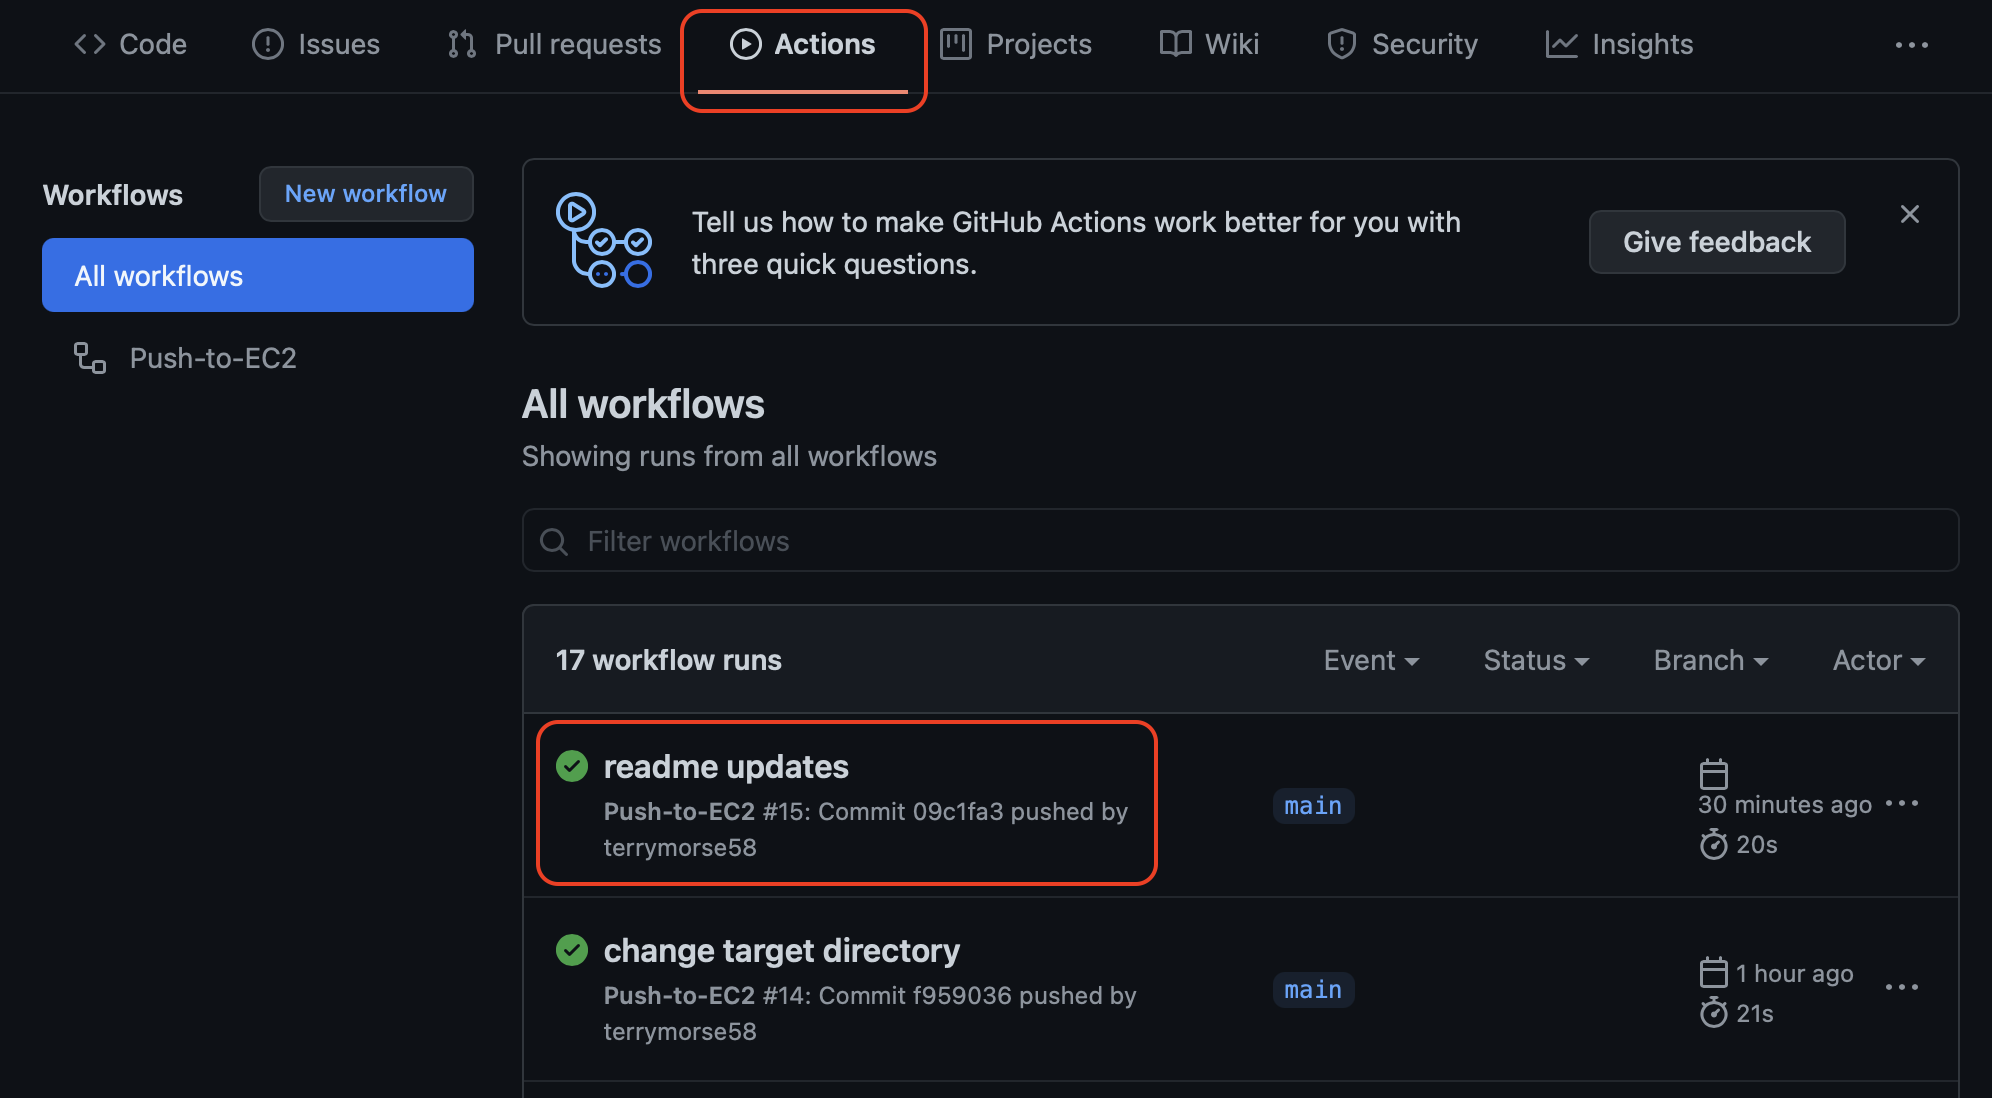 Code Issues Pull requests Actions Projects Wiki Security Insights
Workflows
New workflow
All workflows
Push-to-EC2
Tell us how to make GitHub Actions work better for you with
three quick questions.
Give feedback
All workflows
Showing runs from all workflows
Filter workflows
17 workflow runs
Event Status Branch Actor
readme updates
Push-to-EC2 #15: Commit 09c1fa3 pushed by
terrymorse58
main
30 minutes ago
20s
change target directory
Push-to-EC2 #14: Commit f959036 pushed by
terrymorse58
main
1 hour ago
21s